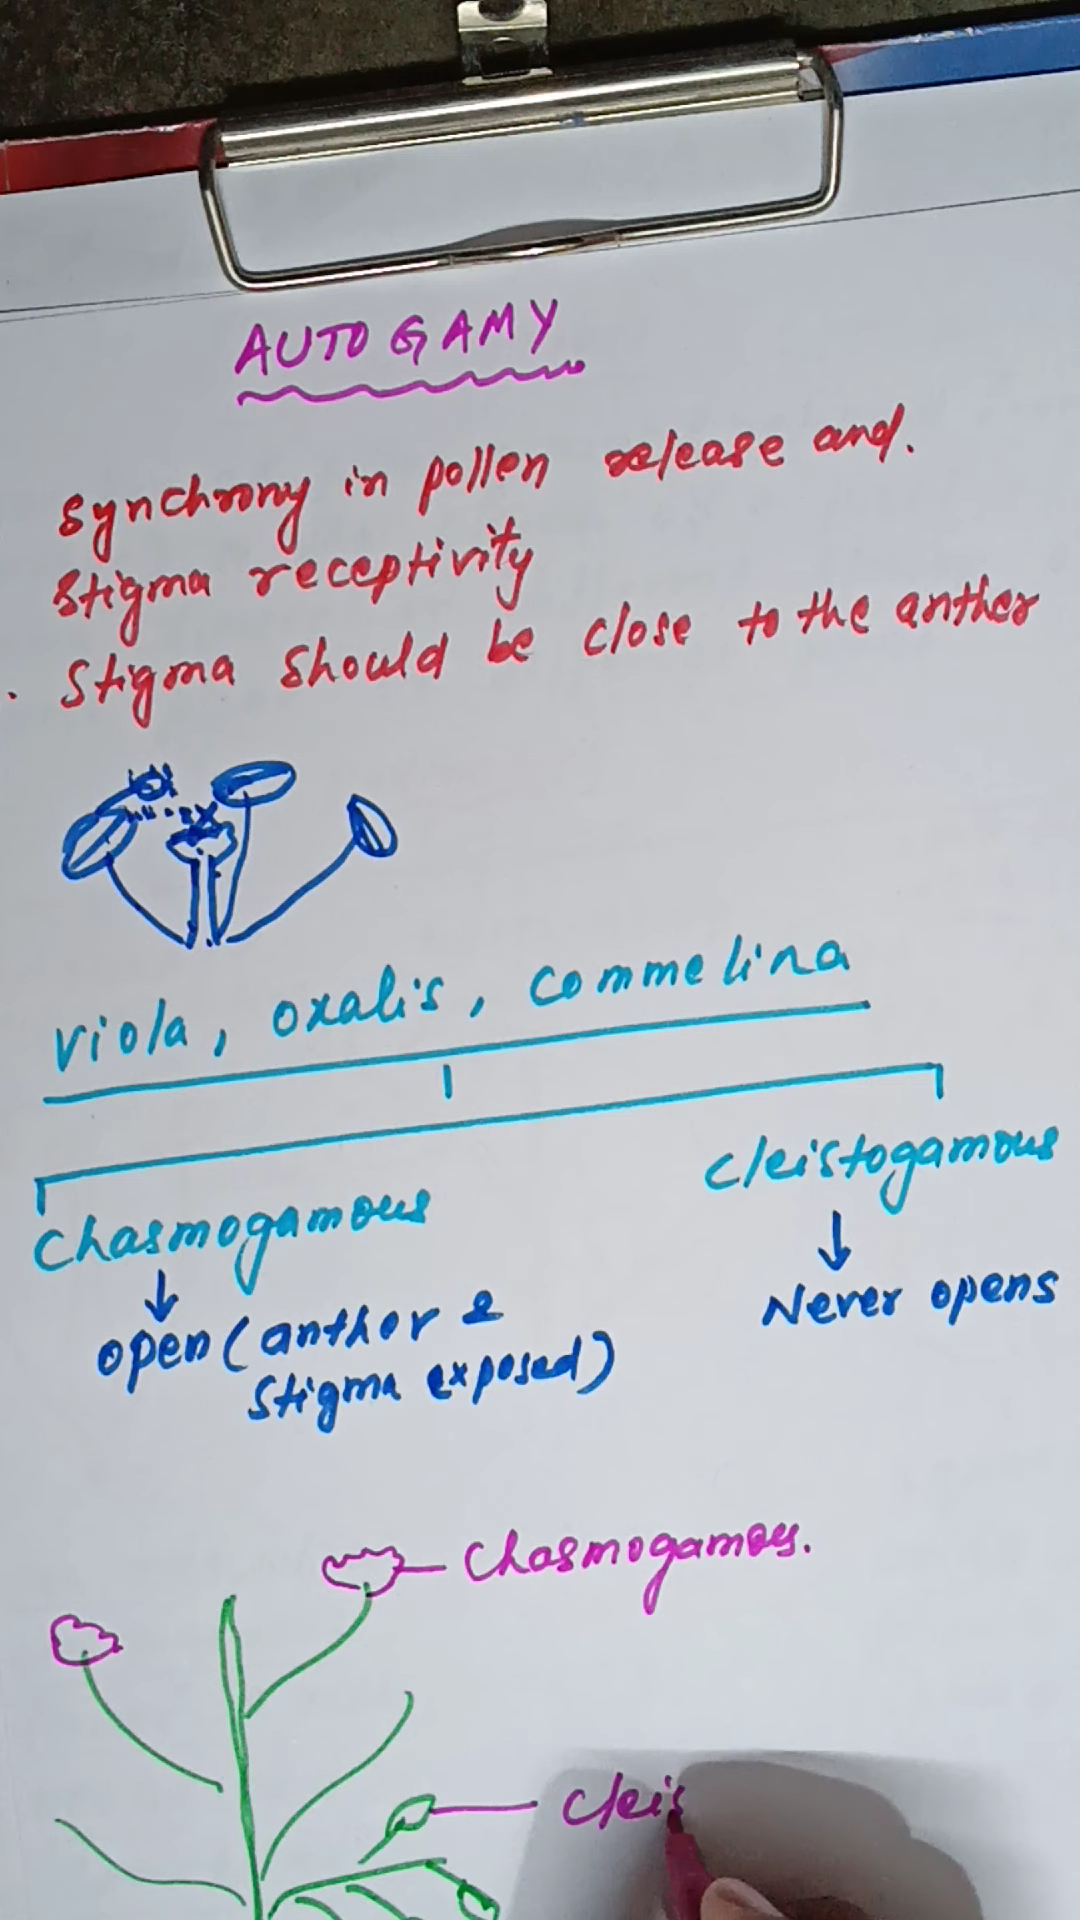 AUTOGAMY
Synchrony in pollen release and.
Stigma receptivity
. Stigma should be close to the anther
Viola, oxalis, commelina
Chasmogamous
Cleistogamous
open (anther &
Stigma exposed)
Never opens
Chasmogamous.
Cleis